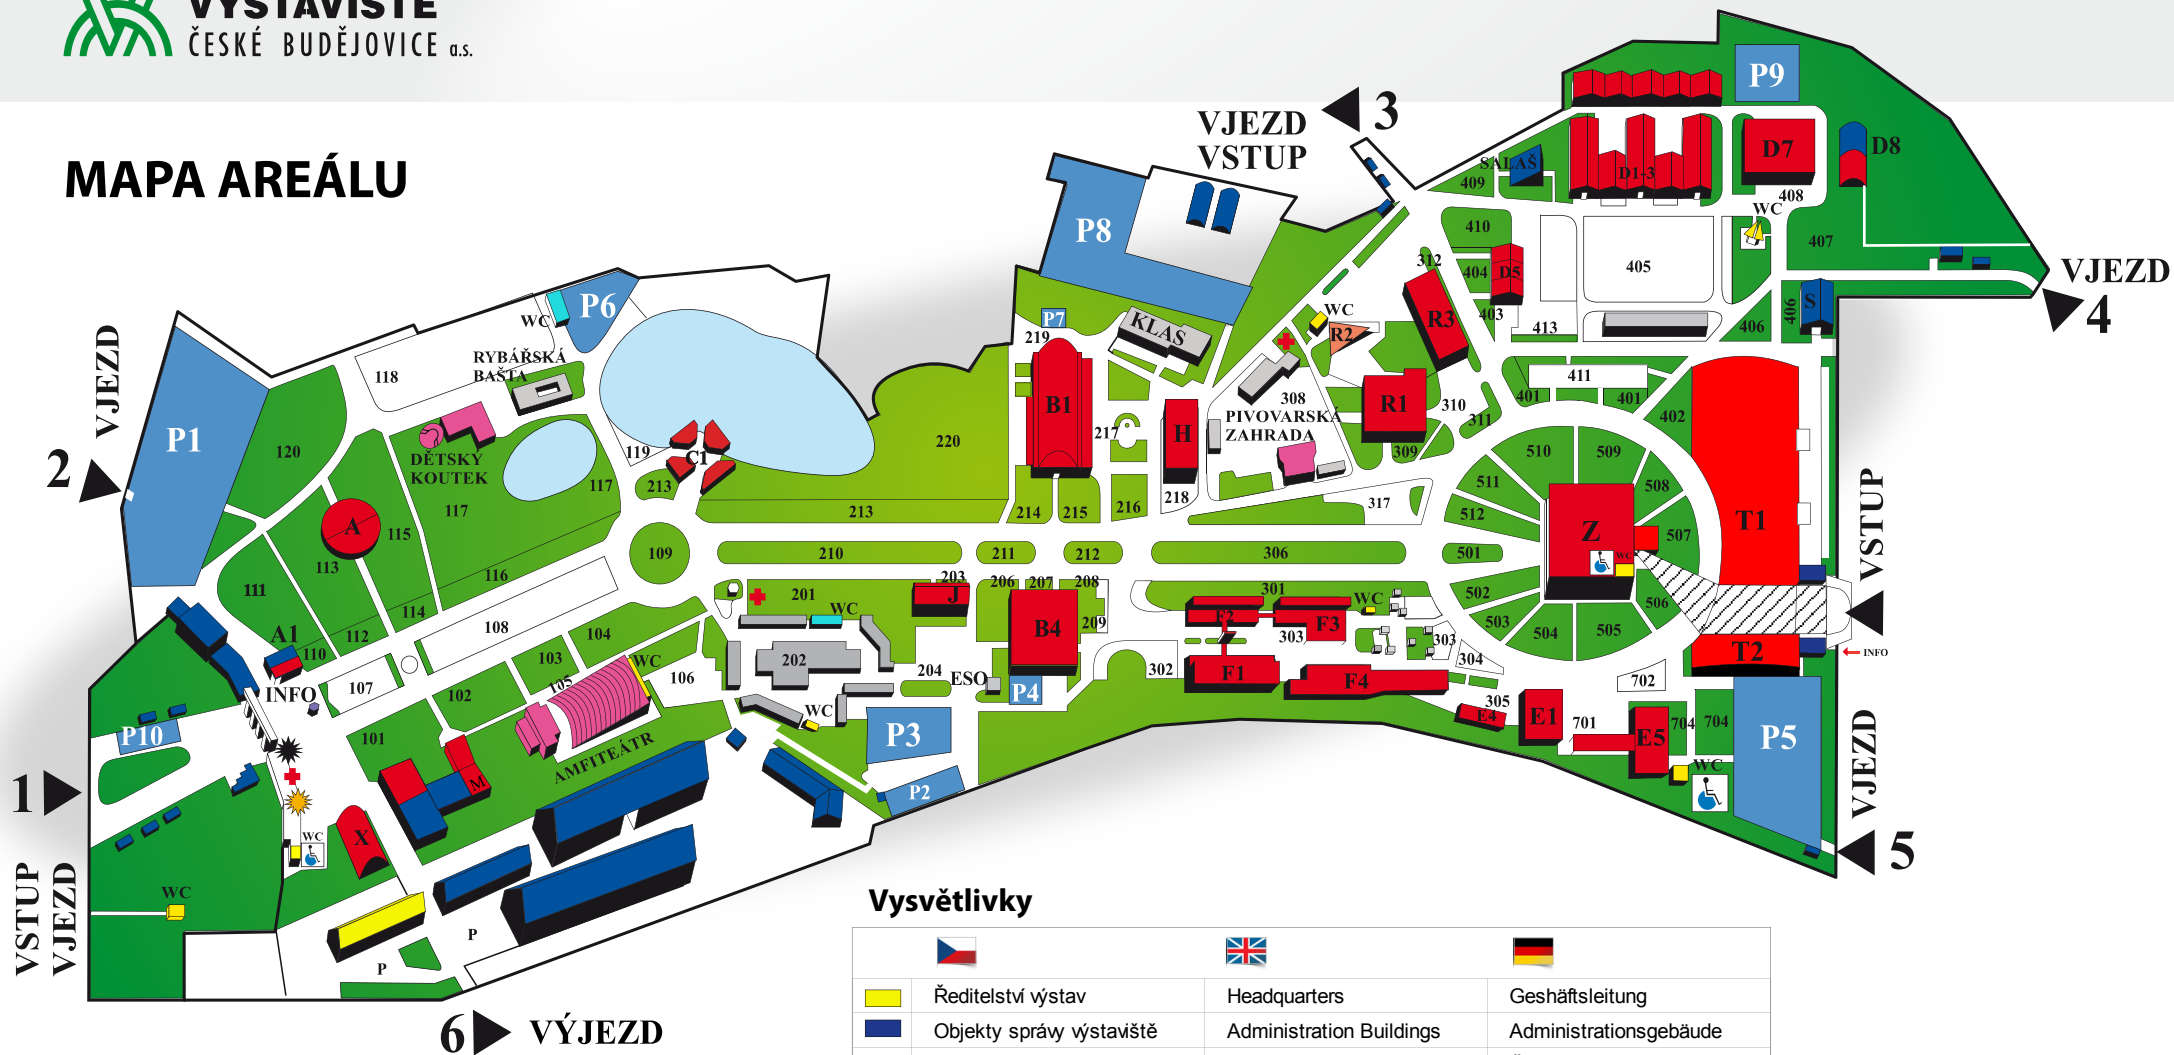 VÝSTAVIŠTĚ
ČESKÉ BUDĚJOVICE a.s.
MAPA AREÁLU
VJEZD
VSTUP
3
P9
D7
D8
SALAŠ
D1-3
408
WC
409
410
407
P8
312
404
D5
405
VJEZD
4
403
413
406
S
406
VJEZD
2
P6
WC
118
RYBÁŘSKÁ
BAŠTA
P7
219
KLAS
WC
R2
R3
411
401
401
402
P1
120
DĚTSKÝ
KOUTEK
119
C1
220
B1
217
H
308
PIVOVARSKÁ
ZAHRADA
R1
310
311
309
510
509
117
117
213
213
214
215
216
218
317
511
508
512
A
115
113
Z
WC
507
T1
VSTUP
109
210
211
212
306
501
116
111
114
112
203
206
207
208
J
201
WC
301
F2
F3
WC
502
506
503
504
505
108
A1
110
104
103
202
B4
209
303
303
T2
INFO
INFO
107
102
105
WC
106
204
ESO
P4
302
F1
F4
304
702
101
WC
P3
305
E4
E1
701
E5
704
704
P5
P10
AMFITEÁTR
M
P2
WC
VJEZD
1
X
WC
5
VSTUP
VJEZD
WC
P
P
6
VÝJEZD
Vysvětlivky
Ředitelství výstav
Headquarters
Geshäftsleitung
Objekty správy výstaviště
Administration Buildings
Administrationsgebäude